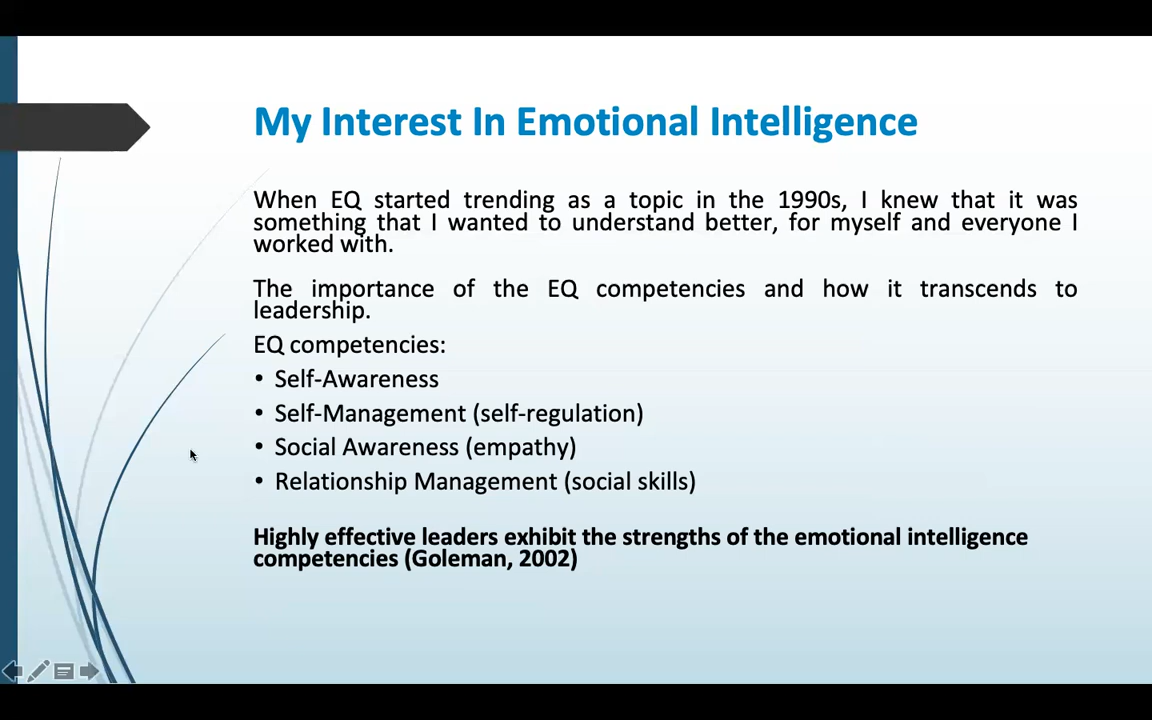 My Interest In Emotional Intelligence
When EQ started trending as a topic in the 1990s, I knew that it was
something that I wanted to understand better, for myself and everyone I
worked with.
The importance of the EQ competencies and how it transcends to
leadership.
EQ competencies:
• Self-Awareness
• Self-Management (self-regulation)
• Social Awareness (empathy)
• Relationship Management (social skills)
Highly effective leaders exhibit the strengths of the emotional intelligence
competencies (Goleman, 2002)